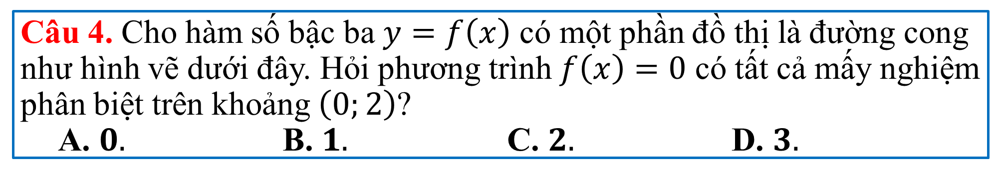 Câu 4. Cho hàm số bậc ba y = f(x) có một phần đồ thị là đường cong
như hình vẽ dưới đây. Hỏi phương trình f(x) = 0 có tất cả mấy nghiệm
phân biệt trên khoảng (0; 2)?
A. 0. B. 1. C. 2. D. 3.